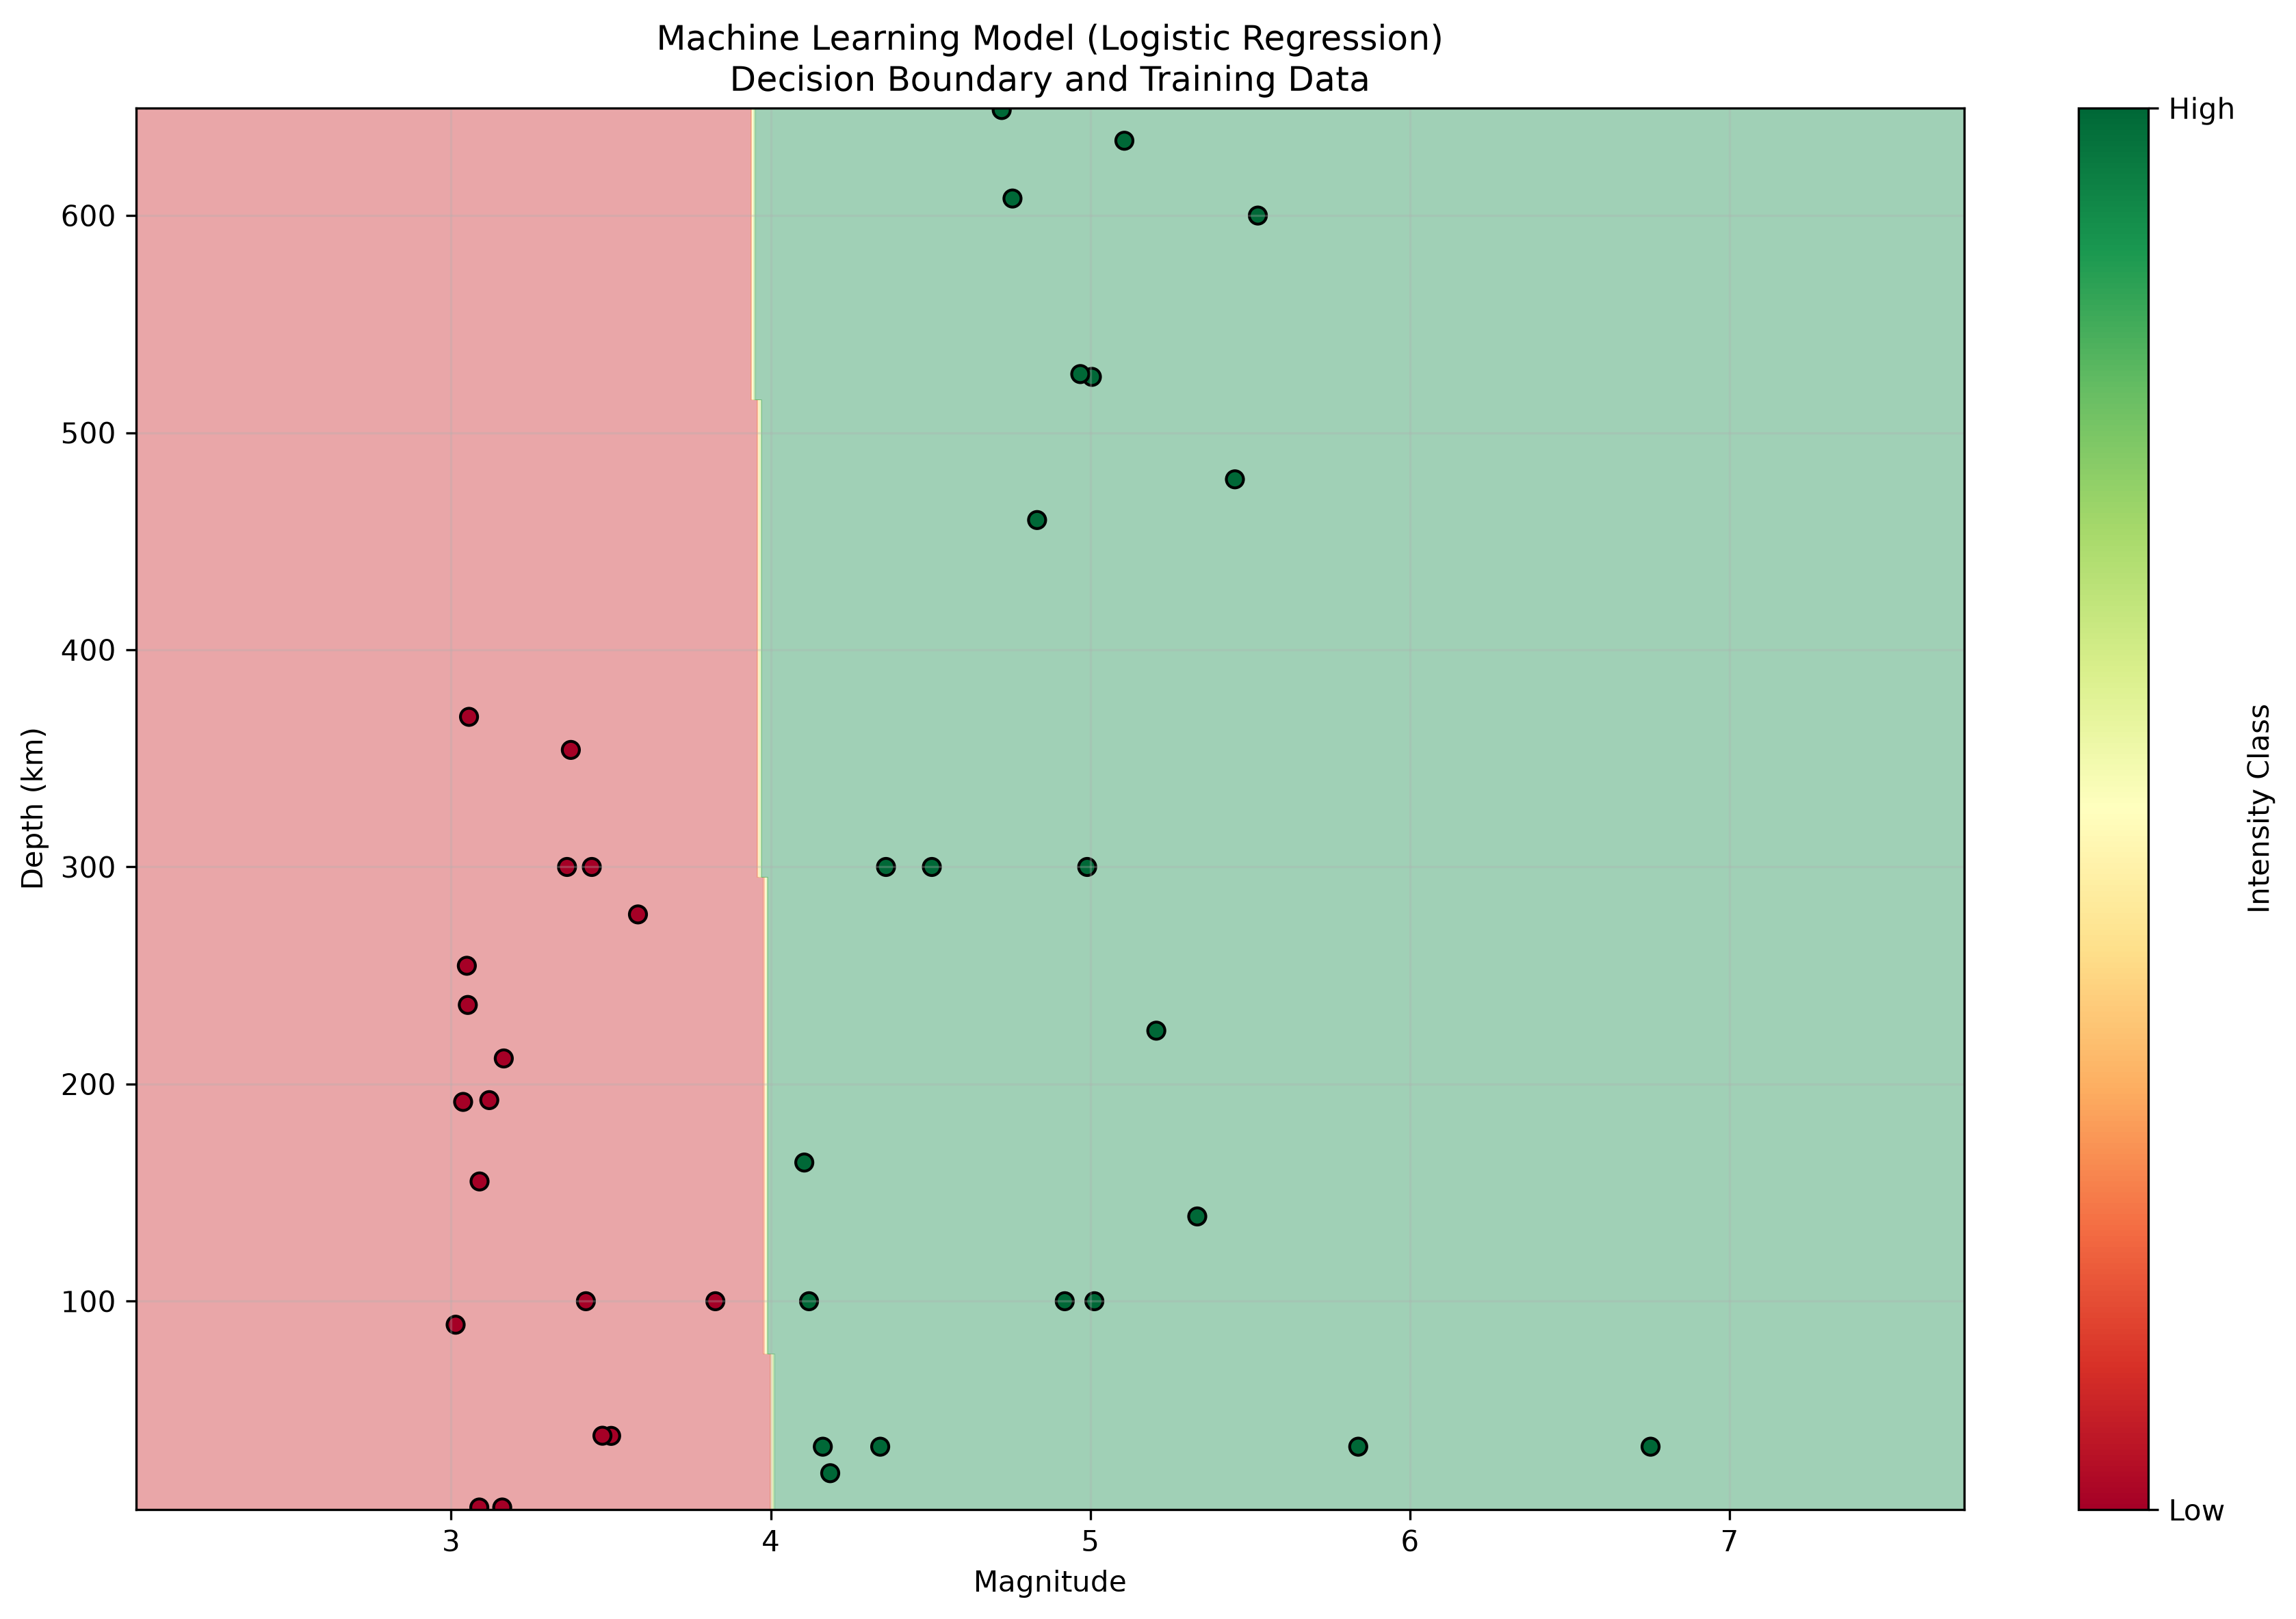 Machine Learning Model (Logistic Regression)
Decision Boundary and Training Data
High
600
500
400
300
200
100
Depth (km)
Intensity Class
Low
3 4 5 6 7
Magnitude